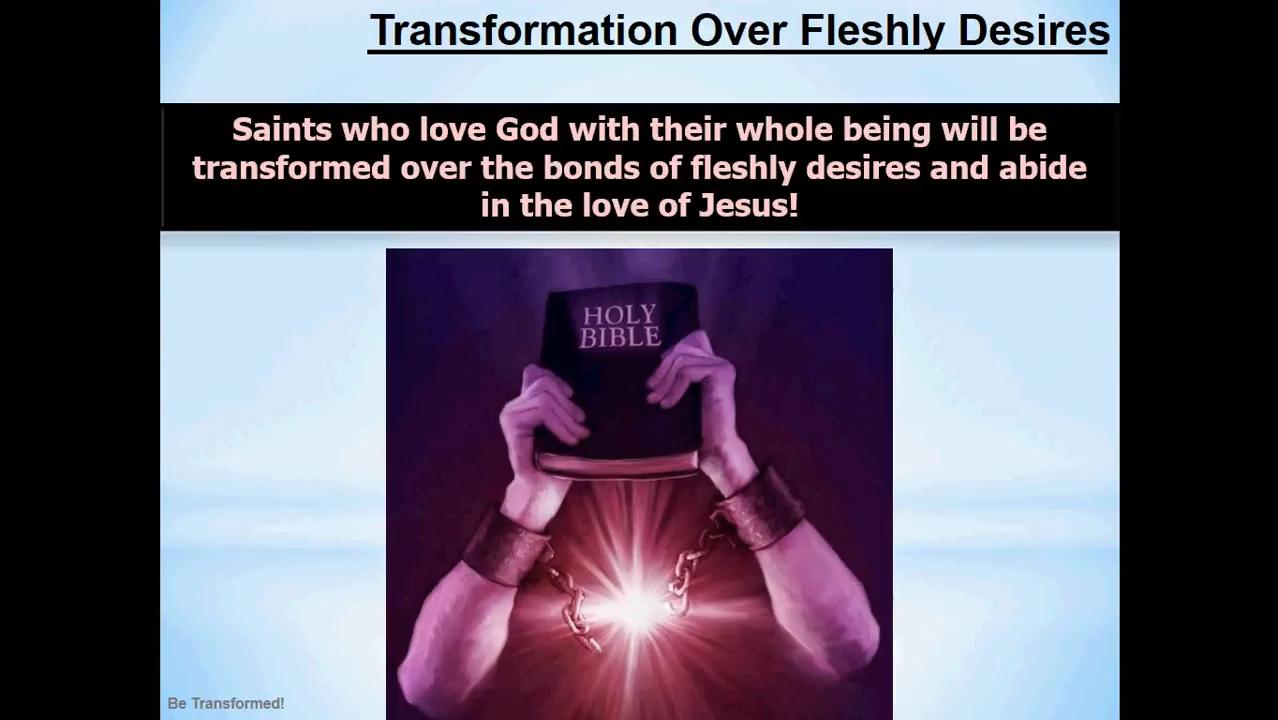 Transformation Over Fleshly Desires
Saints who love God with their whole being will be
transformed over the bonds of fleshly desires and abide
in the love of Jesus!
HOLY
BIBLE
Be Transformed!